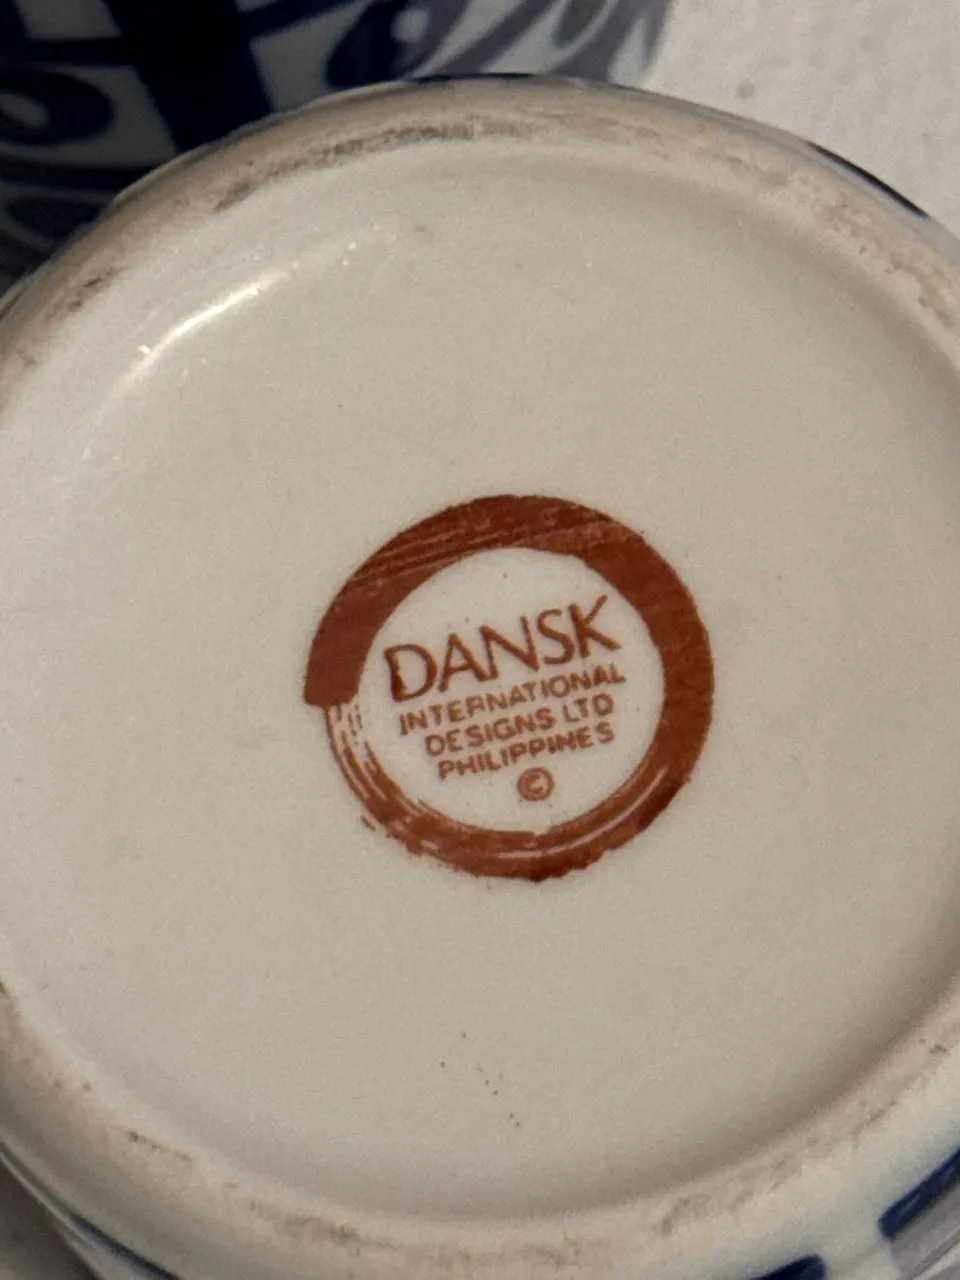 DANSK
INTERNATIONAL
DESIGNS LTD
PHILIPPINES
©